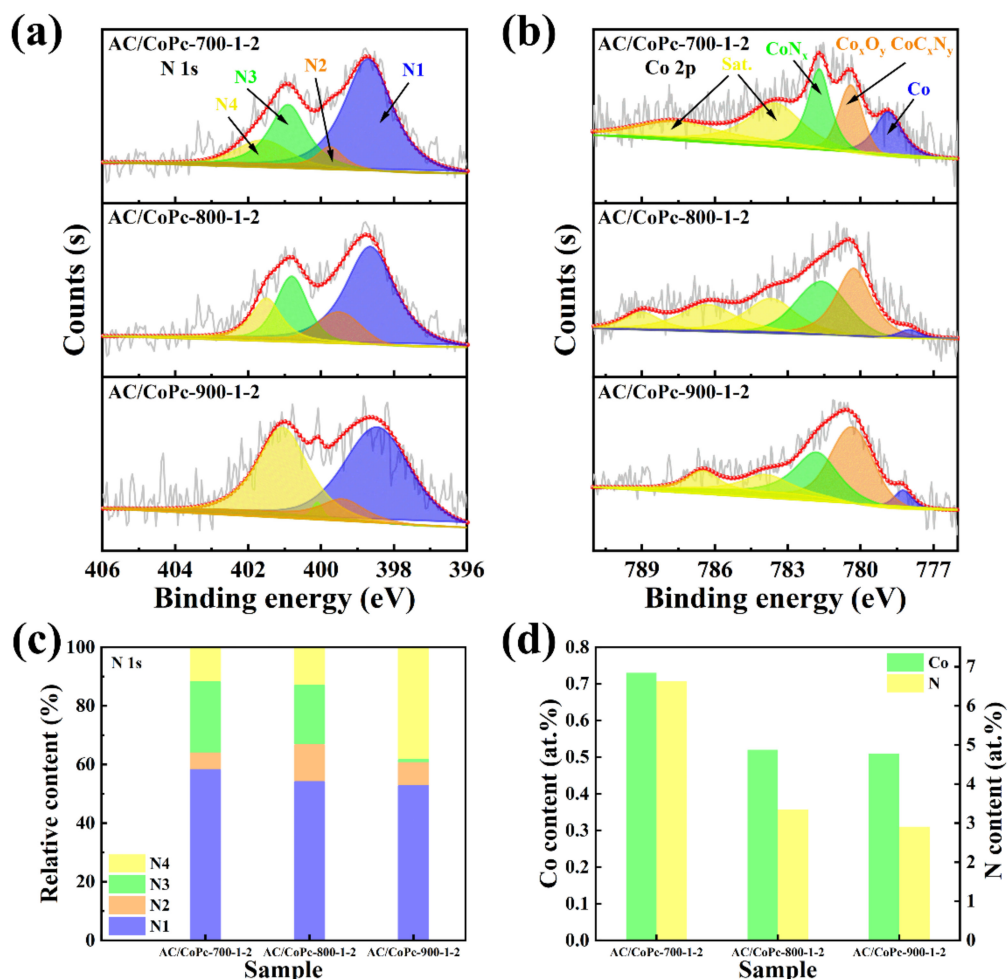 (a)
AC/CoPc-700-1-2
N 1s
N4
N3
N2
N1
AC/CoPc-800-1-2
AC/CoPc-900-1-2
Counts (s)
406 404 402 400 398 396
Binding energy (eV)
(b)
AC/CoPc-700-1-2
Co 2p
Sat.
CoNₓ
CoₓOᵧ CoCₓNᵧ
Co
AC/CoPc-800-1-2
AC/CoPc-900-1-2
Counts (s)
789 786 783 780 777
Binding energy (eV)
(c)
N 1s
100
80
60
40
20
0
Relative content (%)
N4
N3
N2
N1
AC/CoPc-700-1-2 AC/CoPc-800-1-2 AC/CoPc-900-1-2
Sample
(d)
0.8
0.7
0.6
0.5
0.4
0.3
0.2
0.1
0.0
Co content (at.%)
Co
N
7
6
5
4
3
2
1
0
N content (at.%)
AC/CoPc-700-1-2 AC/CoPc-800-1-2 AC/CoPc-900-1-2
Sample